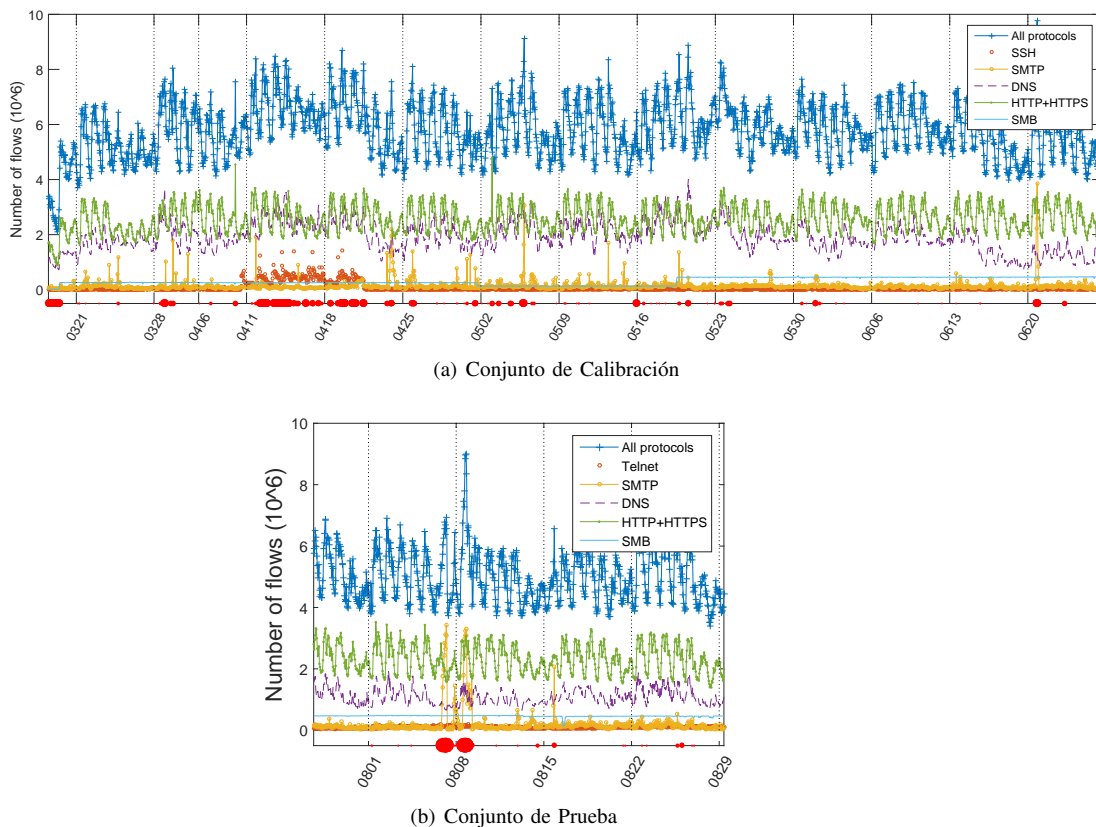 10
8
6
4
2
0
Number of flows (10^6)
All protocols
SSH
SMTP
DNS
HTTP+HTTPS
SMB
0321
0328
0406
0411
0418
0425
0502
0509
0516
0523
0530
0606
0613
0620
(a) Conjunto de Calibración
10
8
6
4
2
0
Number of flows (10^6)
All protocols
Telnet
SMTP
DNS
HTTP+HTTPS
SMB
0801
0808
0815
0822
0829
(b) Conjunto de Prueba